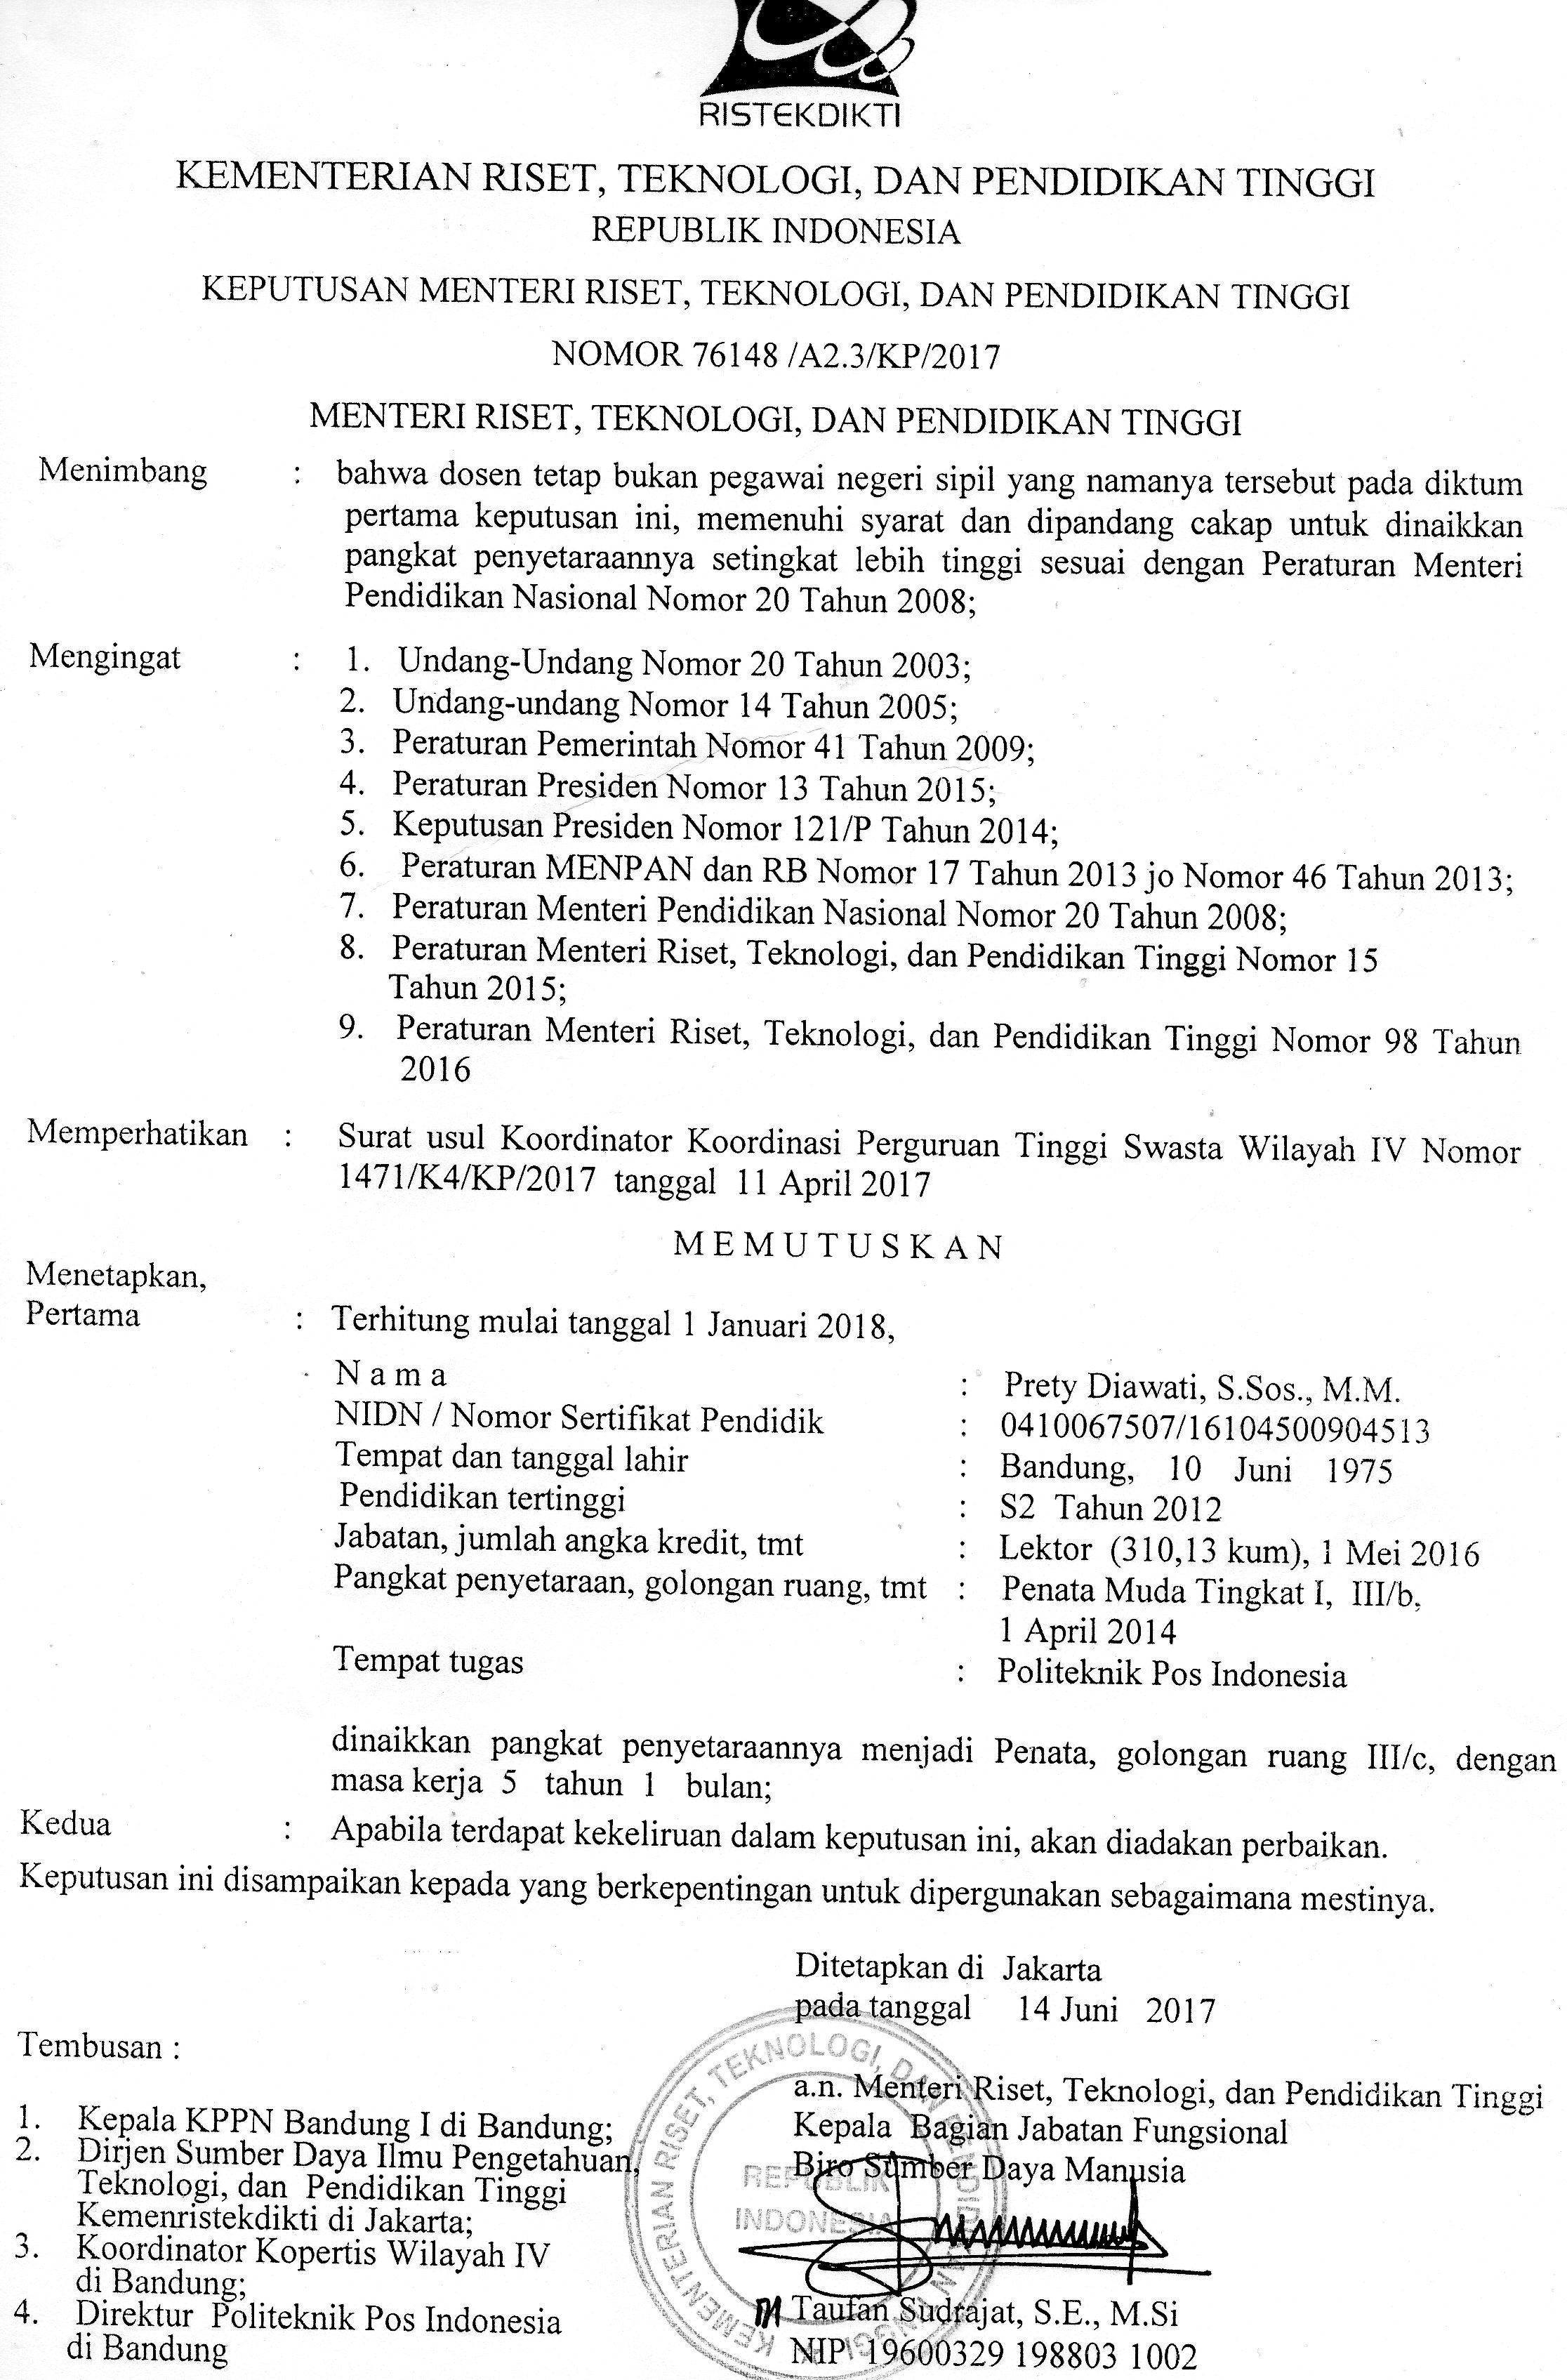 RISTEKDIKTI
KEMENTERIAN RISET, TEKNOLOGI, DAN PENDIDIKAN TINGGI
REPUBLIK INDONESIA
KEPUTUSAN MENTERI RISET, TEKNOLOGI, DAN PENDIDIKAN TINGGI
NOMOR 76148 /A2.3/KP/2017
MENTERI RISET, TEKNOLOGI, DAN PENDIDIKAN TINGGI
Menimbang : bahwa dosen tetap bukan pegawai negeri sipil yang namanya tersebut pada diktum
pertama keputusan ini, memenuhi syarat dan dipandang cakap untuk dinaikkan
pangkat penyetaraannya setingkat lebih tinggi sesuai dengan Peraturan Menteri
Pendidikan Nasional Nomor 20 Tahun 2008;
Mengingat : 1. Undang-Undang Nomor 20 Tahun 2003;
2. Undang-undang Nomor 14 Tahun 2005;
3. Peraturan Pemerintah Nomor 41 Tahun 2009;
4. Peraturan Presiden Nomor 13 Tahun 2015;
5. Keputusan Presiden Nomor 121/P Tahun 2014;
6. Peraturan MENPAN dan RB Nomor 17 Tahun 2013 jo Nomor 46 Tahun 2013;
7. Peraturan Menteri Pendidikan Nasional Nomor 20 Tahun 2008;
8. Peraturan Menteri Riset, Teknologi, dan Pendidikan Tinggi Nomor 15
Tahun 2015;
9. Peraturan Menteri Riset, Teknologi, dan Pendidikan Tinggi Nomor 98 Tahun
2016
Memperhatikan : Surat usul Koordinator Koordinasi Perguruan Tinggi Swasta Wilayah IV Nomor
1471/K4/KP/2017 tanggal 11 April 2017
M E M U T U S K A N
Menetapkan,
Pertama : Terhitung mulai tanggal 1 Januari 2018,
N a m a : Prety Diawati, S.Sos., M.M.
NIDN / Nomor Sertifikat Pendidik : 0410067507/16104500904513
Tempat dan tanggal lahir : Bandung, 10 Juni 1975
Pendidikan tertinggi : S2 Tahun 2012
Jabatan, jumlah angka kredit, tmt : Lektor (310,13 kum), 1 Mei 2016
Pangkat penyetaraan, golongan ruang, tmt : Penata Muda Tingkat I, III/b,
1 April 2014
Tempat tugas : Politeknik Pos Indonesia
dinaikkan pangkat penyetaraannya menjadi Penata, golongan ruang III/c, dengan
masa kerja 5 tahun 1 bulan;
Kedua : Apabila terdapat kekeliruan dalam keputusan ini, akan diadakan perbaikan.
Keputusan ini disampaikan kepada yang berkepentingan untuk dipergunakan sebagaimana mestinya.
Ditetapkan di Jakarta
pada tanggal 14 Juni 2017
a.n. Menteri Riset, Teknologi, dan Pendidikan Tinggi
Kepala Bagian Jabatan Fungsional
Biro Sumber Daya Manusia
Taufan Sudrajat, S.E., M.Si
NIP 19600329 198803 1002
KEMENTERIAN RISET, TEKNOLOGI, DAN PENDIDIKAN TINGGI
REPUBLIK
INDONESIA
Tembusan :
1. Kepala KPPN Bandung I di Bandung;
2. Dirjen Sumber Daya Ilmu Pengetahuan,
Teknologi, dan Pendidikan Tinggi
Kemenristekdikti di Jakarta;
3. Koordinator Kopertis Wilayah IV
di Bandung;
4. Direktur Politeknik Pos Indonesia
di Bandung